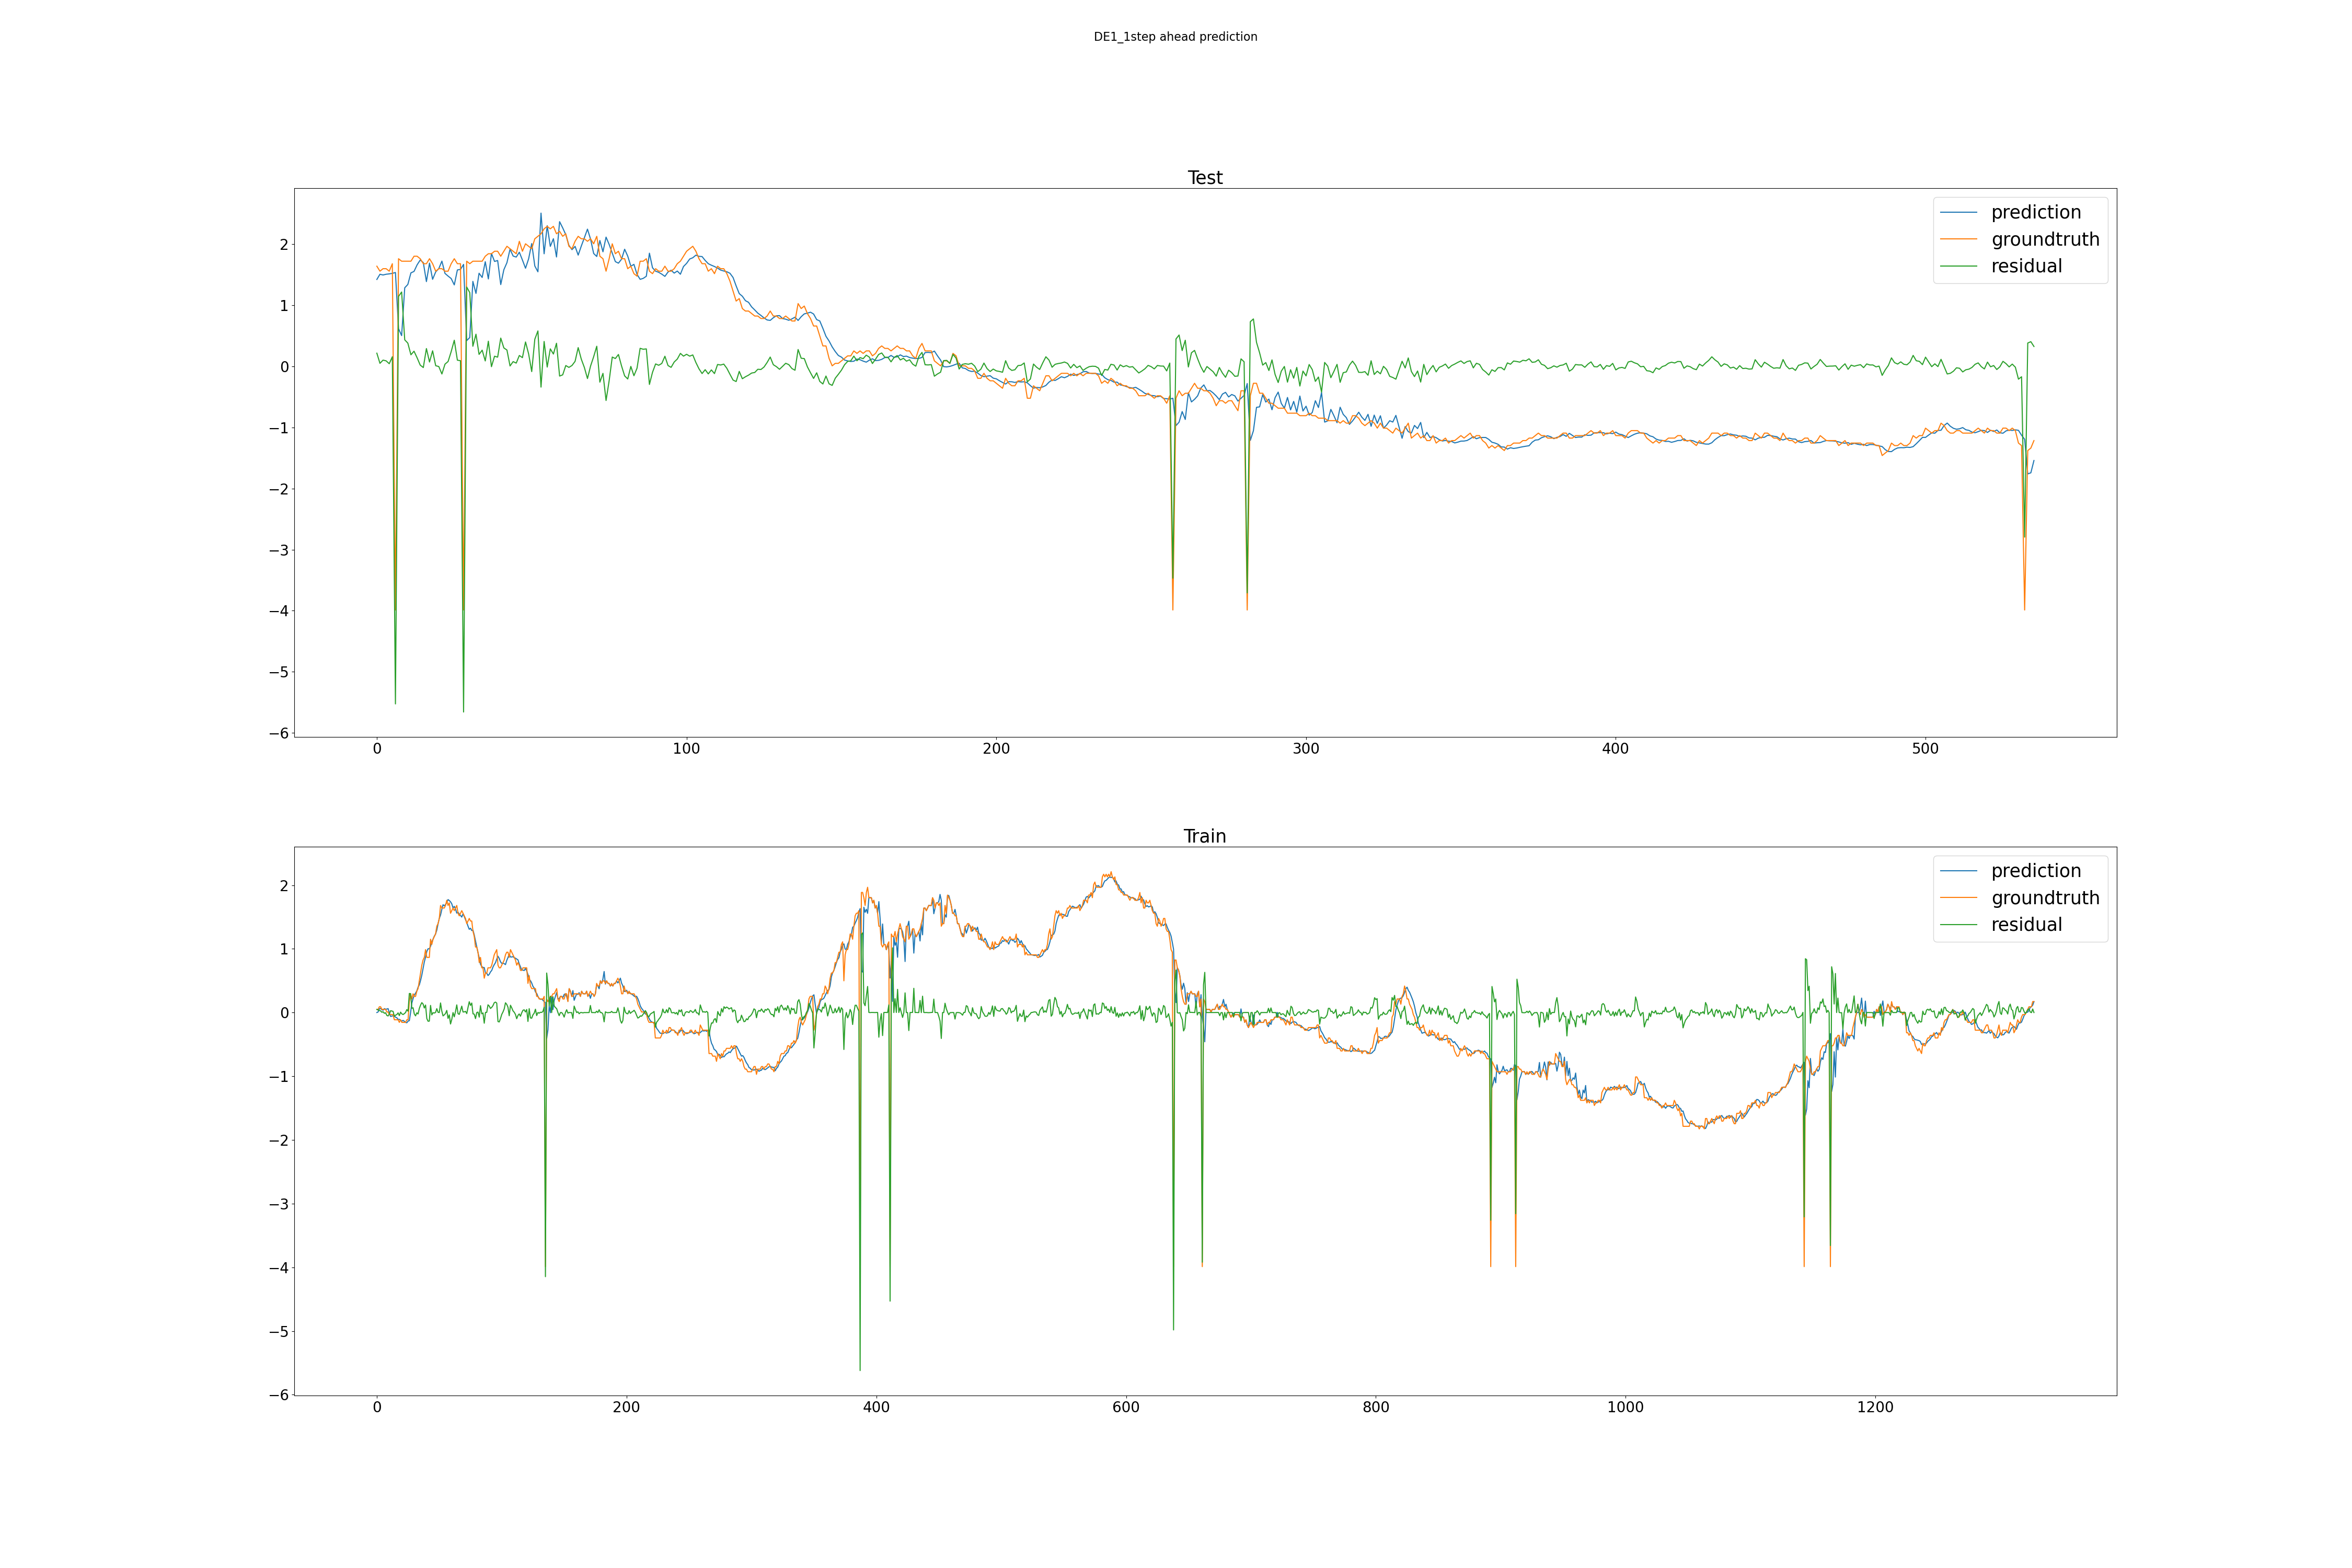 DE1_1step ahead prediction
Test
prediction
groundtruth
residual
2
1
0
−1
−2
−3
−4
−5
−6
0 100 200 300 400 500
Train
prediction
groundtruth
residual
2
1
0
−1
−2
−3
−4
−5
−6
0 200 400 600 800 1000 1200